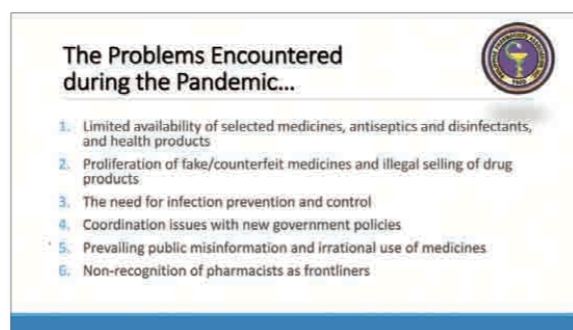 The Problems Encountered
during the Pandemic...
1. Limited availability of selected medicines, antiseptics and disinfectants,
and health products
2. Proliferation of fake/counterfeit medicines and illegal selling of drug
products
3. The need for infection prevention and control
4. Coordination issues with new government policies
5. Prevailing public misinformation and irrational use of medicines
6. Non-recognition of pharmacists as frontliners